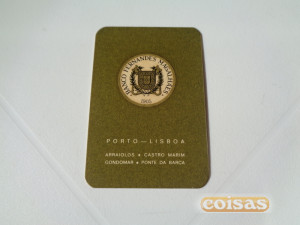 BANCO FERNANDES MAGALHÃES
PORTO — LISBOA
ARRAIOLOS • CASTRO MARIM
GONDOMAR • PONTE DA BARCA
coisas